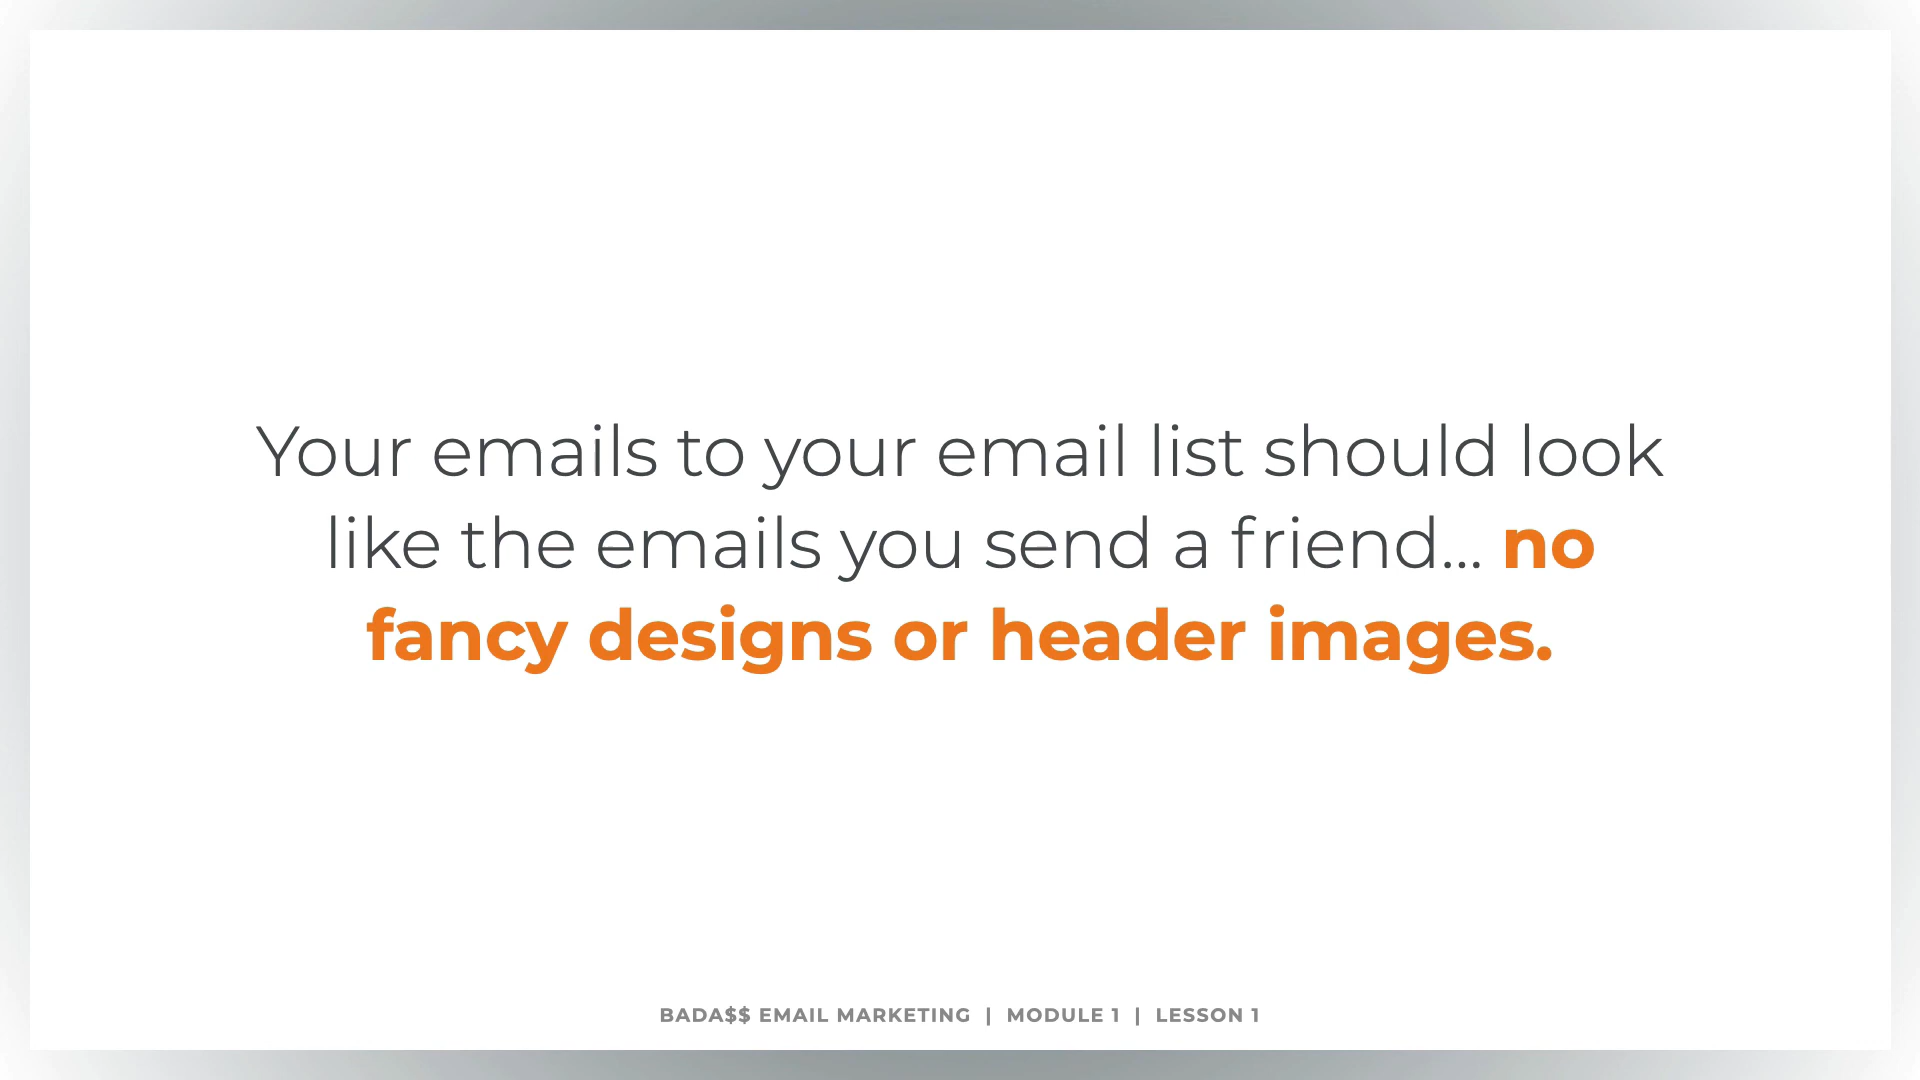 Your emails to your email list should look
like the emails you send a friend... no
fancy designs or header images.
BADA$$ EMAIL MARKETING | MODULE 1 | LESSON 1